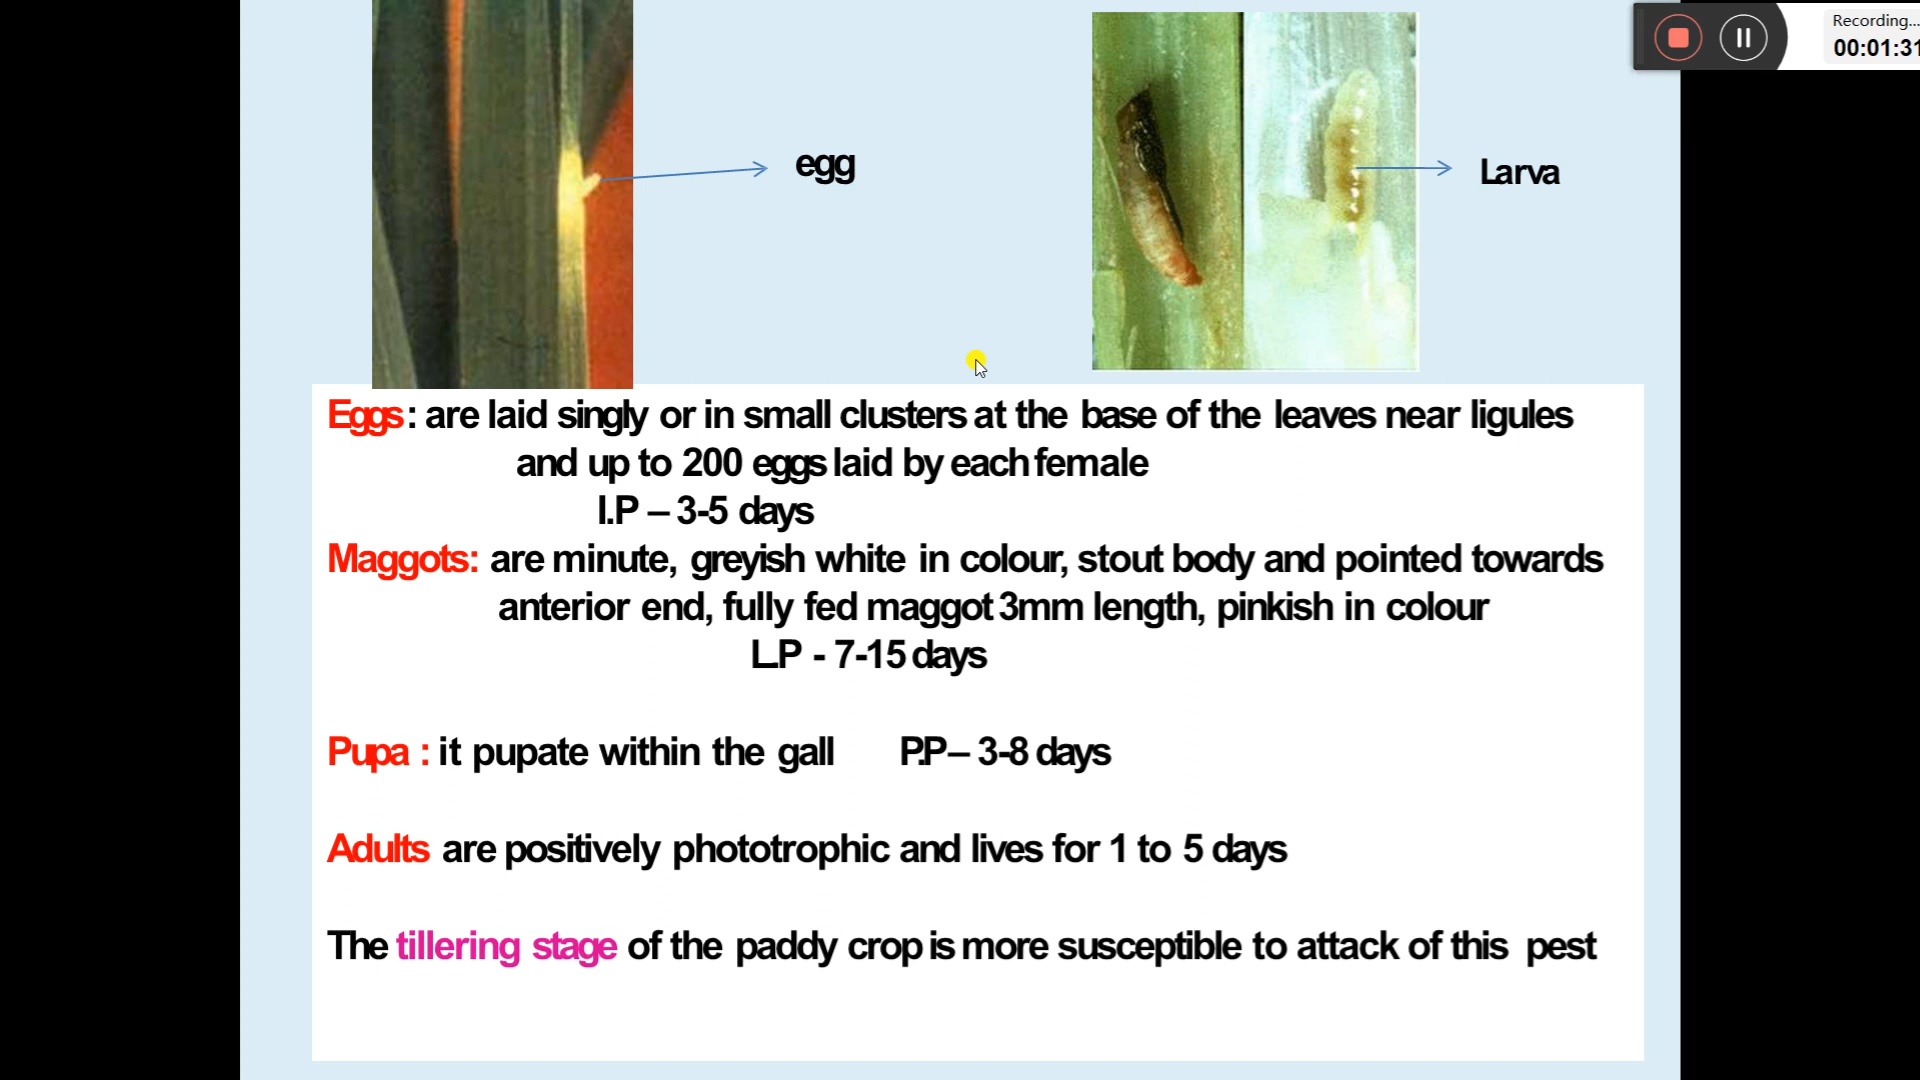 Recording...
00:01:31
egg
Larva
Eggs : are laid singly or in small clusters at the base of the leaves near ligules
and up to 200 eggs laid by each female
I.P – 3-5 days
Maggots: are minute, greyish white in colour, stout body and pointed towards
anterior end, fully fed maggot 3mm length, pinkish in colour
L.P - 7-15 days
Pupa : it pupate within the gall P.P – 3-8 days
Adults are positively phototrophic and lives for 1 to 5 days
The tillering stage of the paddy crop is more susceptible to attack of this pest